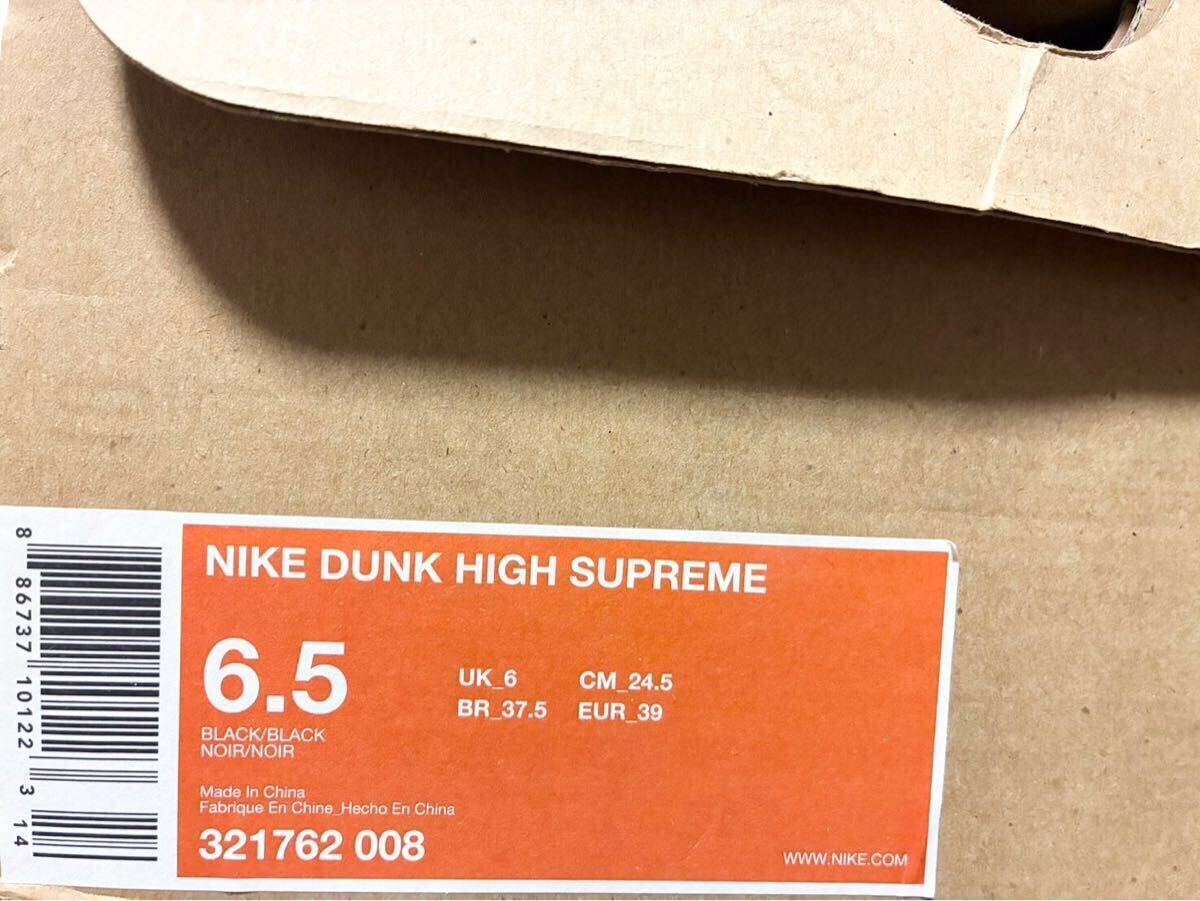 NIKE DUNK HIGH SUPREME
6.5
UK_6 CM_24.5
BR_37.5 EUR_39
BLACK/BLACK
NOIR/NOIR
Made In China
Fabrique En Chine_Hecho En China
321762 008
WWW.NIKE.COM
8 86737 10122 3 14